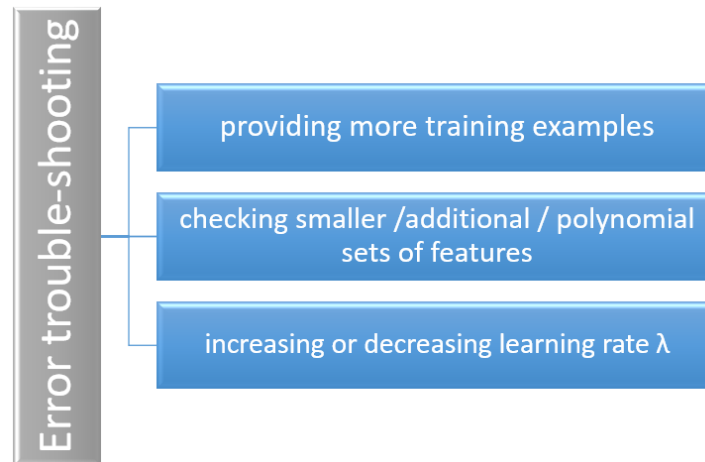 Error trouble-shooting
providing more training examples
checking smaller /additional / polynomial
sets of features
increasing or decreasing learning rate λ